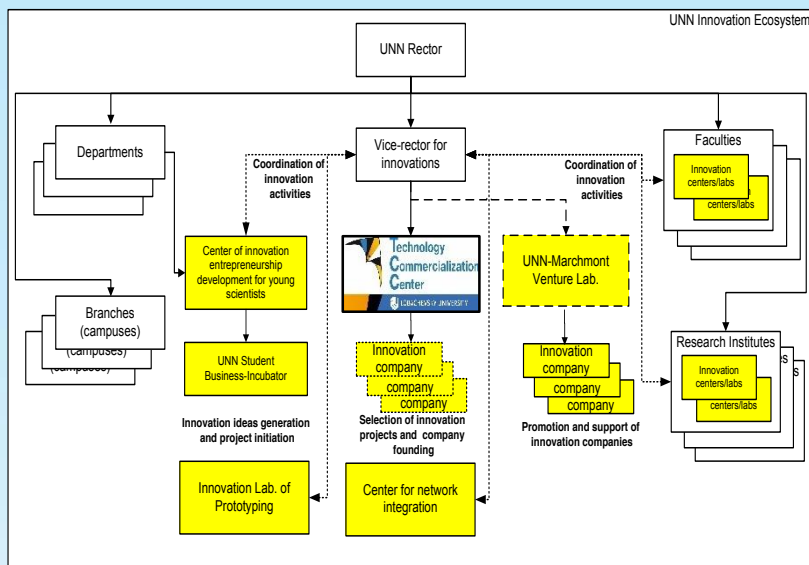 UNN Innovation Ecosystem
UNN Rector
Departments
Coordination of
innovation
activities
Vice-rector for
innovations
Coordination of
innovation
activities
Faculties
Innovation
centers/labs
centers/labs
Center of innovation
entrepreneurship
development for young
scientists
Technology
Commercialization
Center
LOBACHEVSKY UNIVERSITY
UNN-Marchmont
Venture Lab.
Branches
(campuses)
(campuses)
(campuses)
UNN Student
Business-Incubator
Innovation
company
company
company
Innovation
company
company
company
Research Institutes
Innovation
centers/labs
centers/labs
Innovation ideas generation
and project initiation
Selection of innovation
projects and company
founding
Promotion and support of
innovation companies
Innovation Lab. of
Prototyping
Center for network
integration